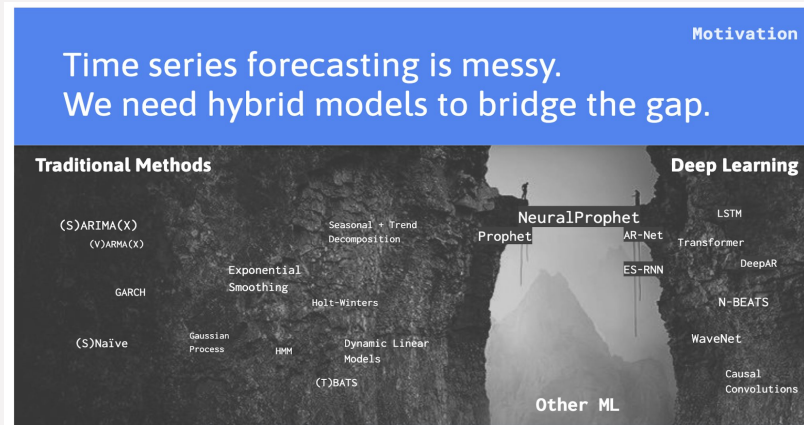 Motivation
Time series forecasting is messy.
We need hybrid models to bridge the gap.
Traditional Methods
Deep Learning
(S)ARIMA(X)
(V)ARMA(X)
GARCH
(S)Naïve
Exponential
Smoothing
Gaussian
Process
HMM
Seasonal + Trend
Decomposition
Holt-Winters
Dynamic Linear
Models
(T)BATS
NeuralProphet
Prophet
AR-Net
ES-RNN
Other ML
LSTM
Transformer
DeepAR
N-BEATS
WaveNet
Causal
Convolutions